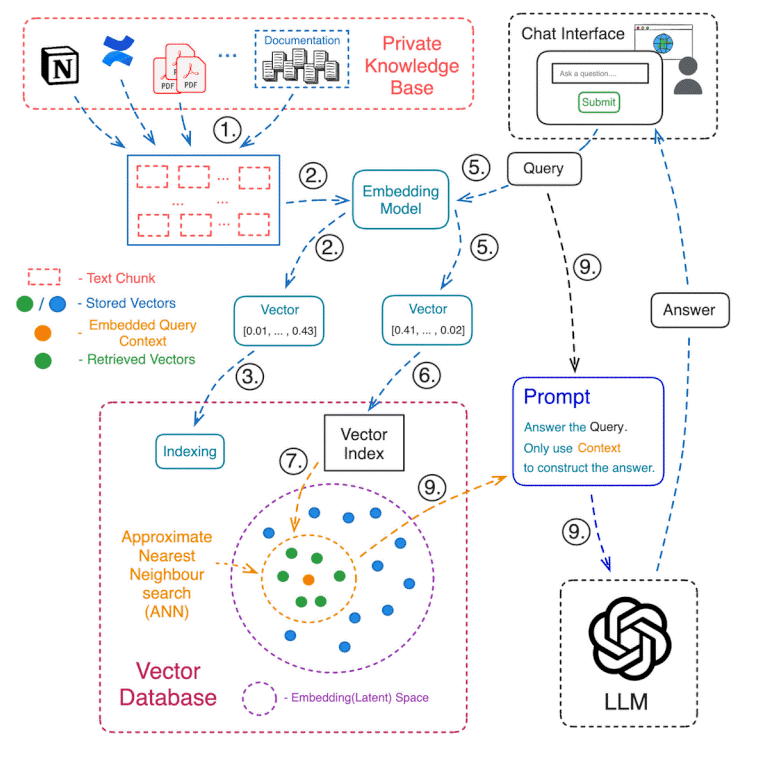 Documentation
Private
Knowledge
Base
N
PDF
PDF
PDF
...
Chat Interface
Ask a question....
Submit
1.
2.
Embedding
Model
5.
Query
...
...
...
...
2.
5.
9.
- Text Chunk
/
- Stored Vectors
- Embedded Query
Context
- Retrieved Vectors
Vector
[0.01, ... , 0.43]
Vector
[0.41, ... , 0.02]
Answer
3.
6.
Prompt
Answer the Query.
Only use Context
to construct the answer.
Indexing
Vector
Index
7.
9.
9.
Approximate
Nearest
Neighbour
search
(ANN)
Vector
Database
- Embedding(Latent) Space
LLM